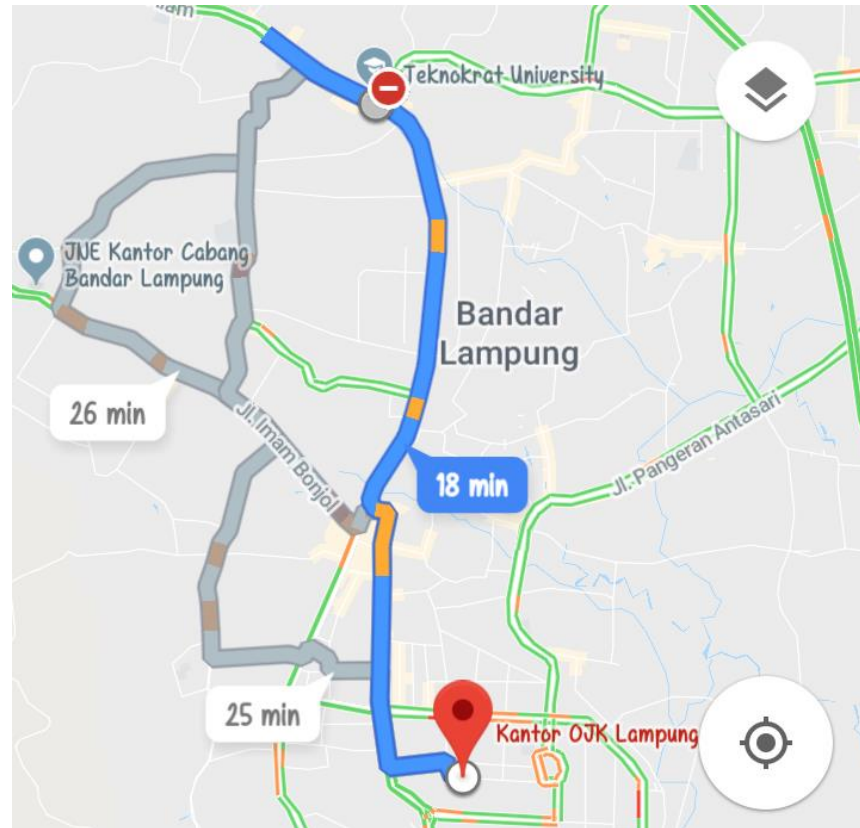 Teknokrat University
JNE Kantor Cabang
Bandar Lampung
Bandar
Lampung
26 min
Jl. Imam Bonjol
18 min
Jl. Pangeran Antasari
25 min
Kantor OJK Lampung